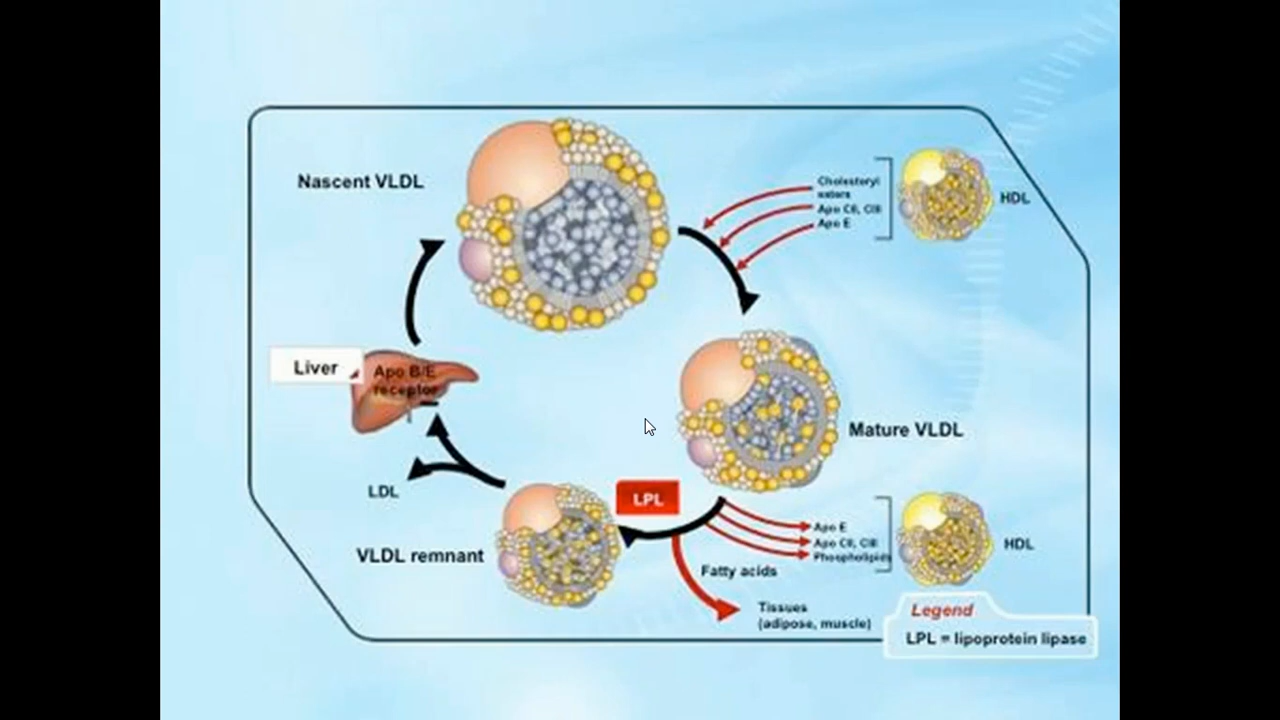 Nascent VLDL
Cholesteryl
esters
Apo CII, CIII
Apo E
HDL
Liver
Apo B/E
receptor
Mature VLDL
LDL
LPL
VLDL remnant
Apo E
Apo CII, CIII
Phospholipids
HDL
Fatty acids
Tissues
(adipose, muscle)
Legend
LPL = lipoprotein lipase